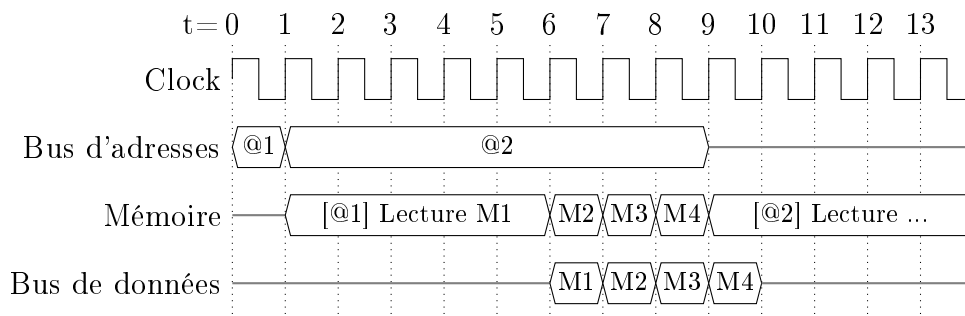 t= 0 1 2 3 4 5 6 7 8 9 10 11 12 13
Clock
Bus d'adresses @1 @2
Mémoire [@1] Lecture M1 M2 M3 M4 [@2] Lecture ...
Bus de données M1 M2 M3 M4